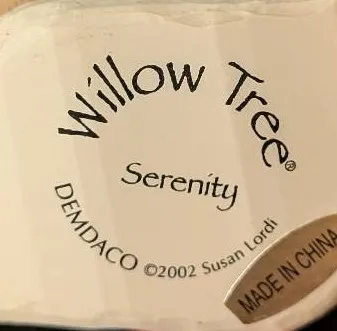 Willow Tree®
Serenity
DEMDACO ©2002 Susan Lordi
MADE IN CHINA